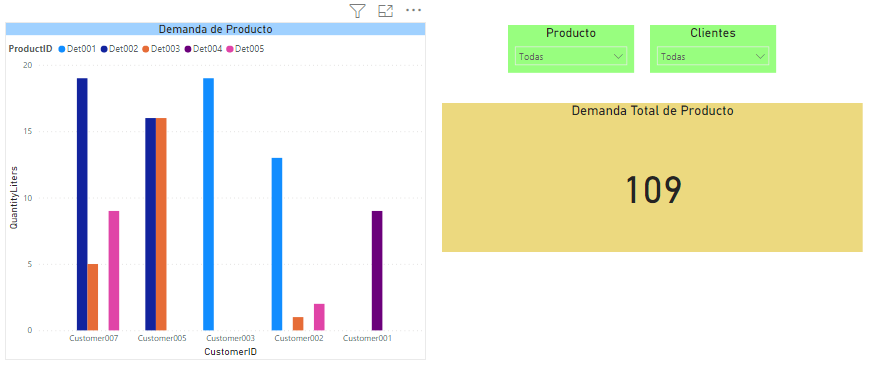 Demanda de Producto
ProductID Det001 Det002 Det003 Det004 Det005
20
15
10
5
0
QuantityLiters
Customer007 Customer005 Customer003 Customer002 Customer001
CustomerID
Producto
Todas
Clientes
Todas
Demanda Total de Producto
109